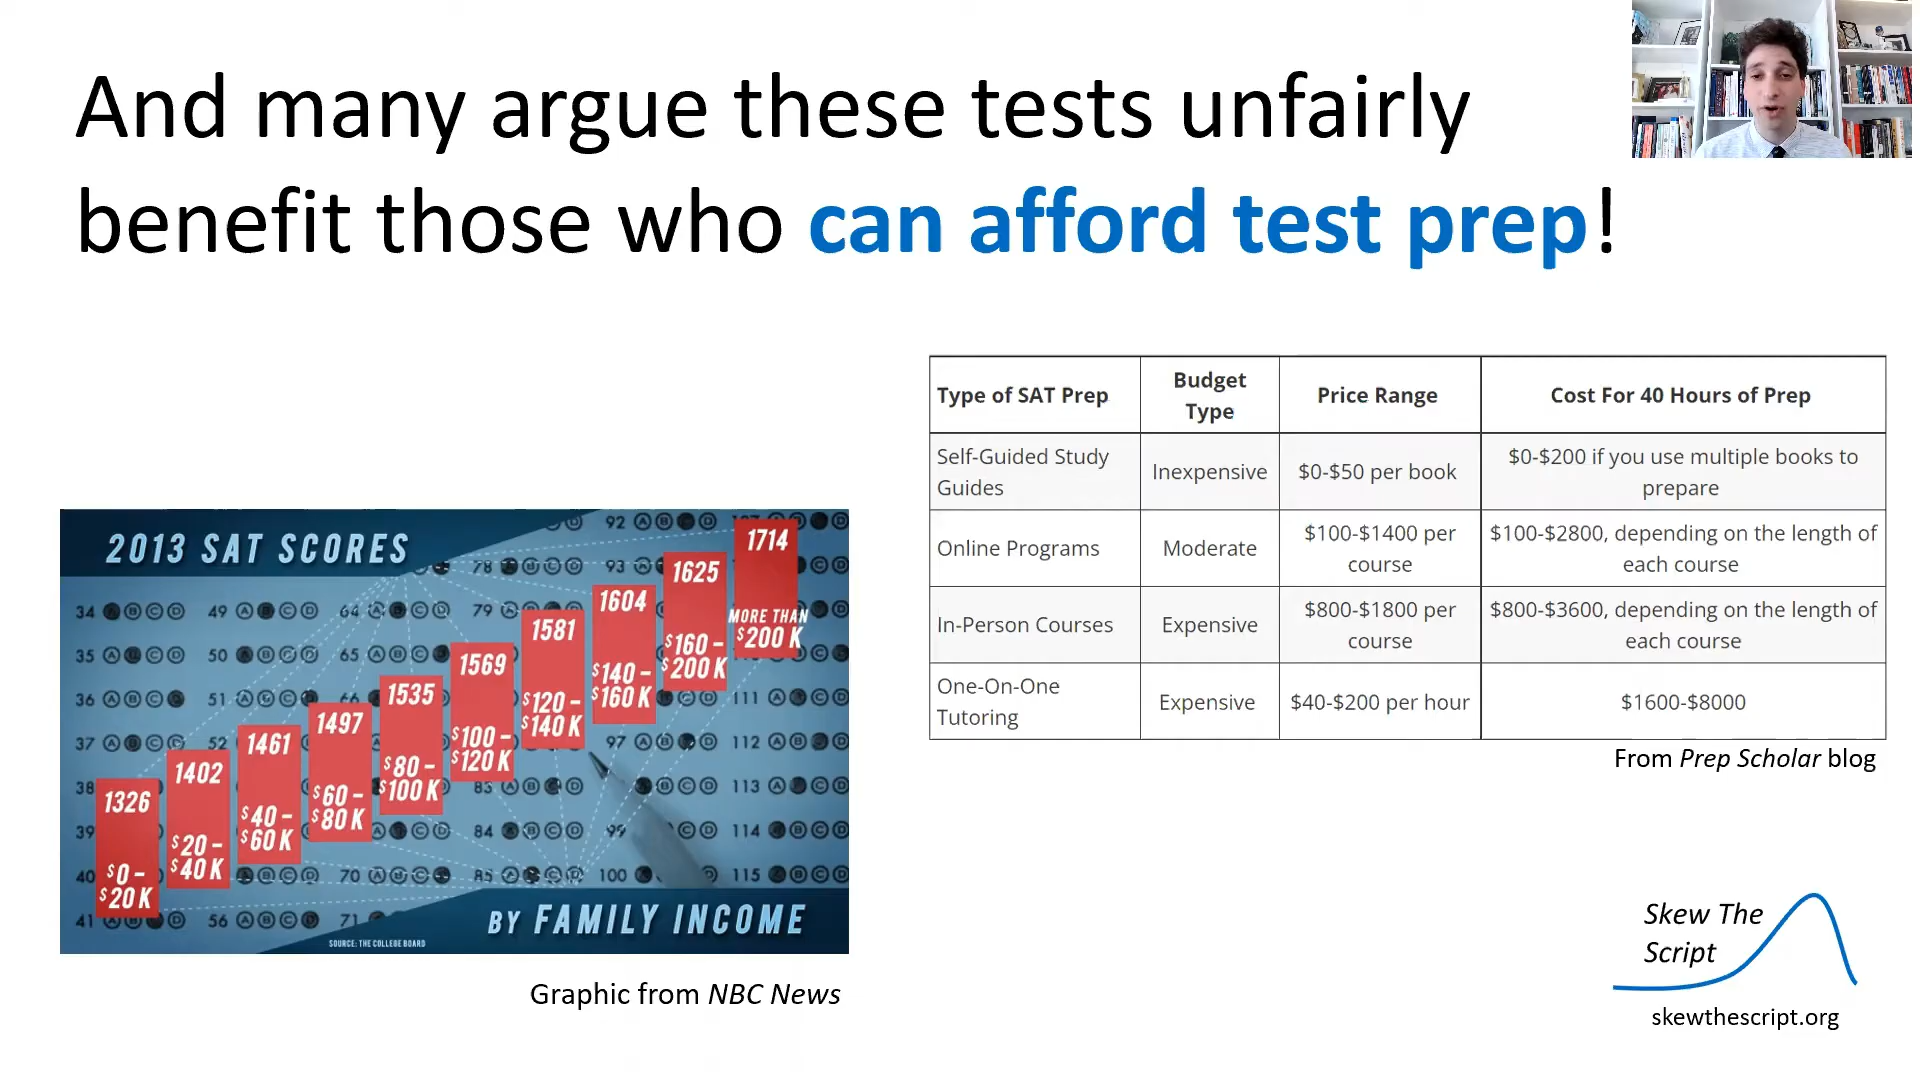 And many argue these tests unfairly
benefit those who can afford test prep!
2013 SAT SCORES
1326
$0 –
$20 K
1402
$20 –
$40 K
1461
$40 –
$60 K
1497
$60 –
$80 K
1535
$80 –
$100 K
1569
$100 –
$120 K
1581
$120 –
$140 K
1604
$140 –
$160 K
1625
$160 –
$200 K
1714
MORE THAN
$200 K
BY FAMILY INCOME
SOURCE: THE COLLEGE BOARD
Graphic from NBC News
Type of SAT Prep
Budget
Type
Price Range
Cost For 40 Hours of Prep
Self-Guided Study
Guides
Inexpensive
$0-$50 per book
$0-$200 if you use multiple books to
prepare
Online Programs
Moderate
$100-$1400 per
course
$100-$2800, depending on the length of
each course
In-Person Courses
Expensive
$800-$1800 per
course
$800-$3600, depending on the length of
each course
One-On-One
Tutoring
Expensive
$40-$200 per hour
$1600-$8000
From Prep Scholar blog
Skew The
Script
skewthescript.org